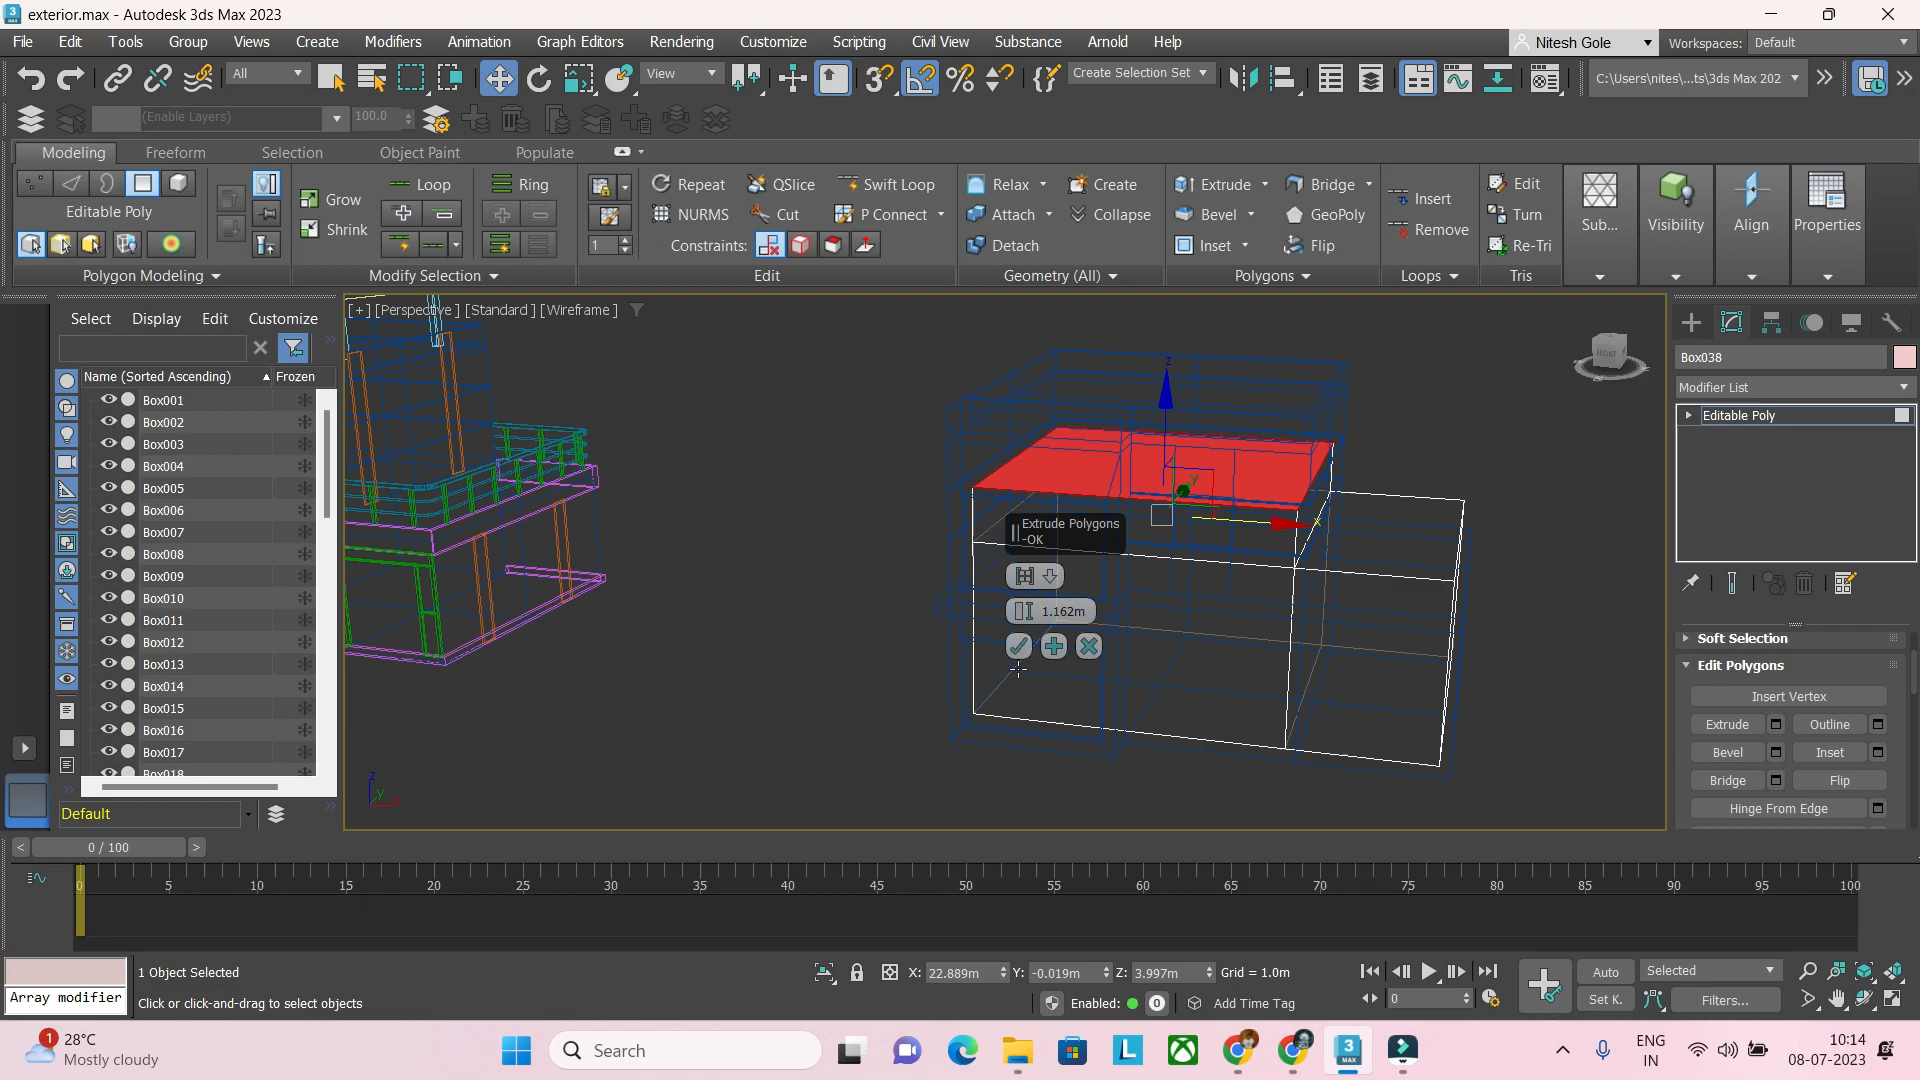 exterior.max - Autodesk 3ds Max 2023
File Edit Tools Group Views Create Modifiers Animation Graph Editors Rendering Customize Scripting Civil View Substance Arnold Help
Nitesh Gole Workspaces: Default
All View Create Selection Set C:\Users\nites\...ts\3ds Max 202
(Enable Layers) 100.0
Modeling Freeform Selection Object Paint Populate
Loop Ring Repeat QSlice Swift Loop Relax Create Extrude Bridge Edit
Grow Insert
Editable Poly NURMS Cut P Connect Attach Collapse Bevel GeoPoly Turn
Shrink Remove Sub... Visibility Align Properties
1 Constraints: Detach Inset Flip Re-Tri
Polygon Modeling Modify Selection Edit Geometry (All) Polygons Loops Tris
[+] [Perspective] [Standard] [Wireframe]
Select Display Edit Customize
Name (Sorted Ascending) Frozen
Box001
Box002
Box003
Box004
Box005
Box006
Box007
Box008
Box009
Box010
Box011
Box012
Box013
Box014
Box015
Box016
Box017
Box018
Default
z
y
x
Extrude Polygons
-OK
1.162m
z
y
FRONT
Box038
Modifier List
Editable Poly
Soft Selection
Edit Polygons
Insert Vertex
Extrude Outline
Bevel Inset
Bridge Flip
Hinge From Edge
0 / 100
0 5 10 15 20 25 30 35 40 45 50 55 60 65 70 75 80 85 90 95 100
1 Object Selected X: 22.889m Y: -0.019m Z: 3.997m Grid = 1.0m Auto Selected
Array modifier Click or click-and-drag to select objects Enabled: 0 Add Time Tag 0 Set K. Filters...
1 28°C
Mostly cloudy
Search
3
MAX
ENG
IN
10:14
08-07-2023